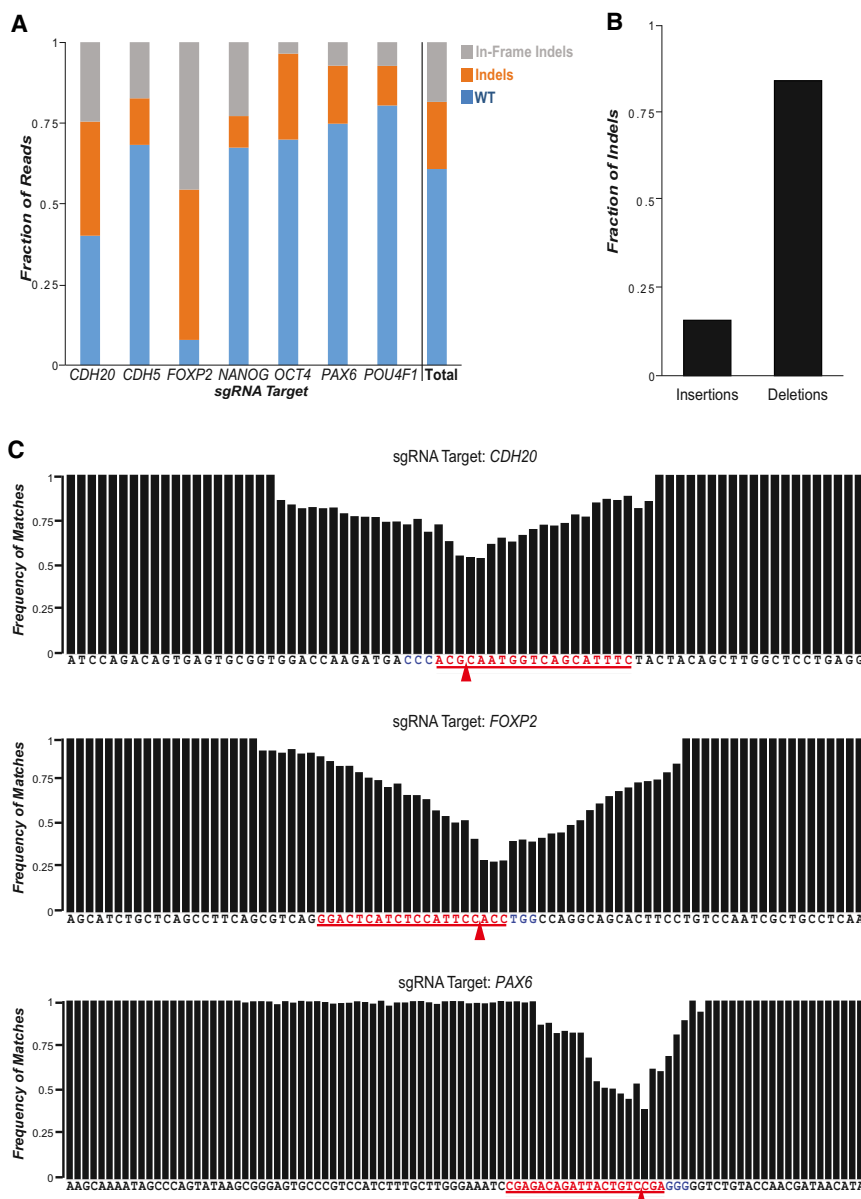 A
B
1
0.75
0.5
0.25
0
Fraction of Reads
In-Frame Indels
Indels
WT
CDH20 CDH5 FOXP2 NANOG OCT4 PAX6 POU4F1 Total
sgRNA Target
1
0.75
0.5
0.25
0
Fraction of Indels
Insertions Deletions
C
sgRNA Target: CDH20
1
0.75
0.5
0.25
0
Frequency of Matches
ATCCAGACAGTGAGTGCGGTGGACCAAGATGACCCACGCAATGGTCAGCATTTCTACTACAGCTTGGCTCCTGAGG
sgRNA Target: FOXP2
1
0.75
0.5
0.25
0
Frequency of Matches
AGCATCTGCTCAGCCTTCAGCGTCAGGGACTCATCTCCATTCCACCTGGCCAGGCAGCACTTCCTGTCCAATCGCTGCCTCAA
sgRNA Target: PAX6
1
0.75
0.5
0.25
0
Frequency of Matches
AAGCAAAATAGCCCAGTATAAGCGGGAGTGCCCGTCCATCTTTGCTTGGGAAATCCGAGACAGATTACTGTCCGAGGGGGTCTGTACCAACGATAACATA